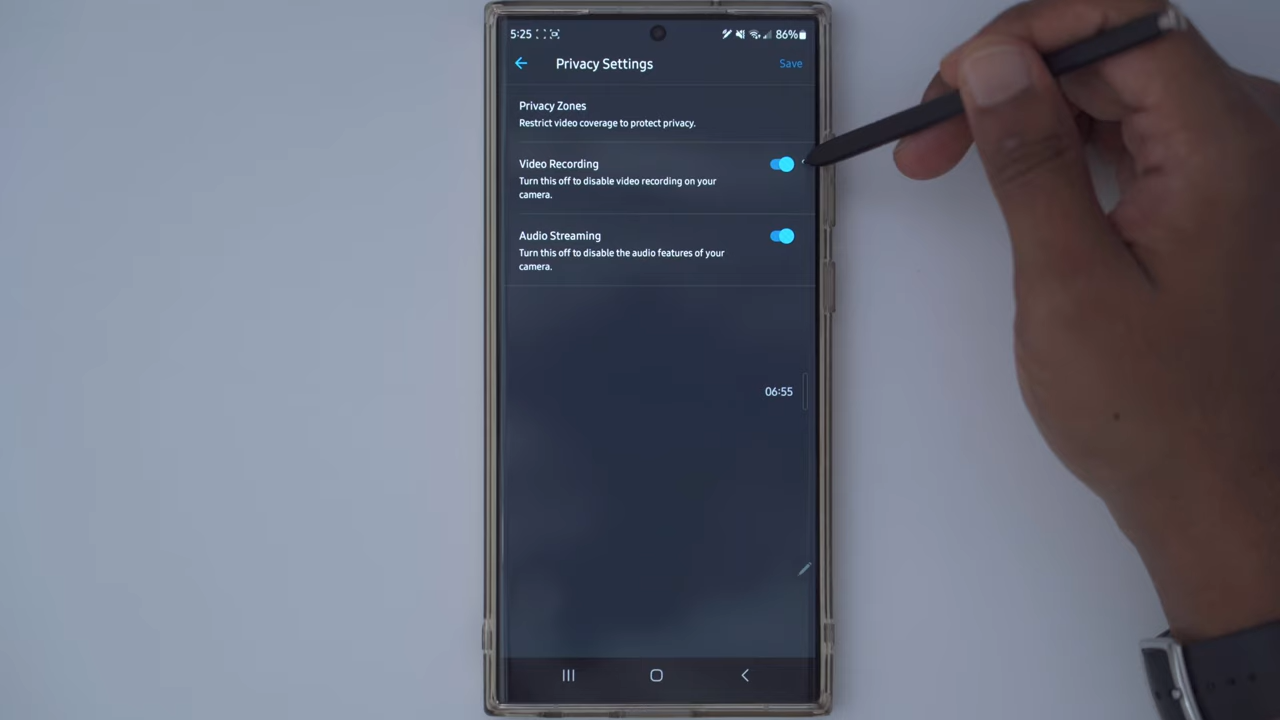 5:25 86%
Privacy Settings Save
Privacy Zones
Restrict video coverage to protect privacy.
Video Recording
Turn this off to disable video recording on your
camera.
Audio Streaming
Turn this off to disable the audio features of your
camera.
06:55